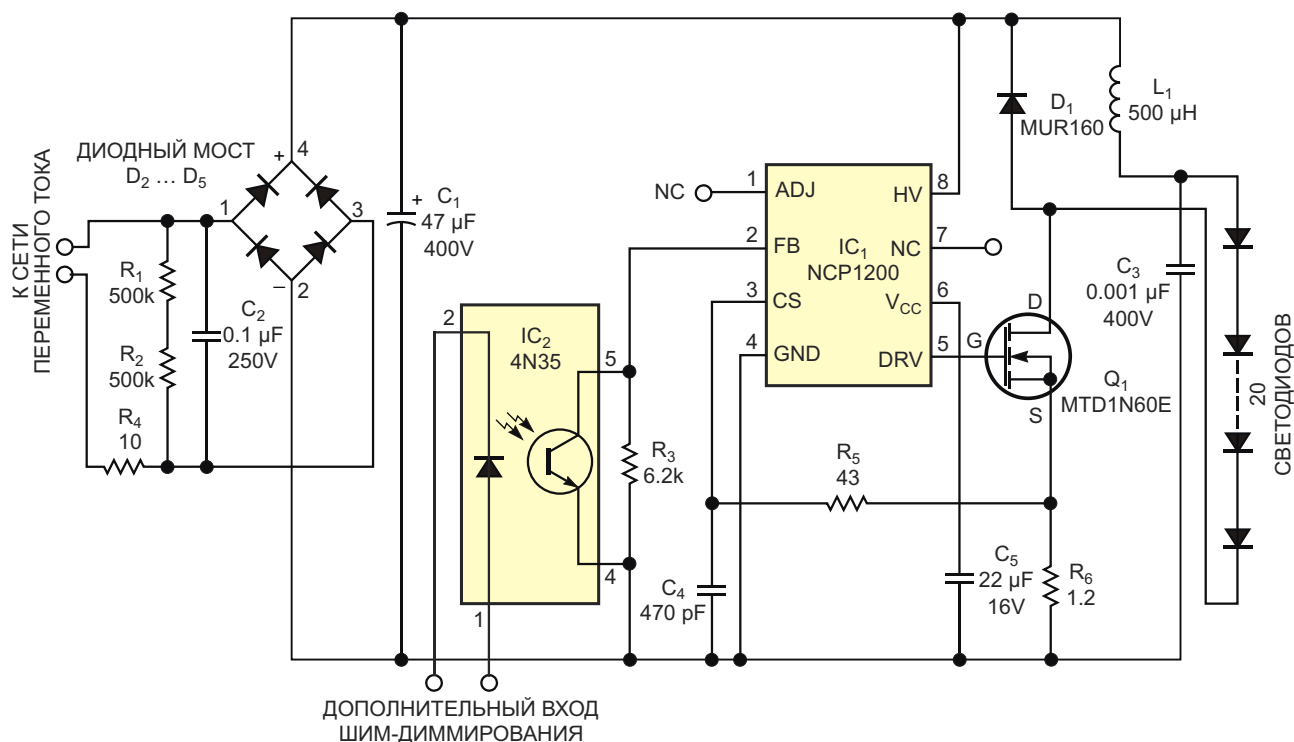 К СЕТИ
ПЕРЕМЕННОГО ТОКА
ДИОДНЫЙ МОСТ
D2 ... D5
+
4
1
3
–
2
R1
500k
R2
500k
R4
10
C2
0.1 µF
250V
+
C1
47 µF
400V
2
IC2
4N35
5
4
1
R3
6.2k
ДОПОЛНИТЕЛЬНЫЙ ВХОД
ШИМ-ДИММИРОВАНИЯ
NC
1
ADJ
2
FB
3
CS
4
GND
IC1
NCP1200
HV
8
NC
7
VCC
6
DRV
5
G
D
S
Q1
MTD1N60E
D1
MUR160
L1
500 µH
C3
0.001 µF
400V
20
СВЕТОДИОДОВ
R5
43
C4
470 pF
C5
22 µF
16V
R6
1.2